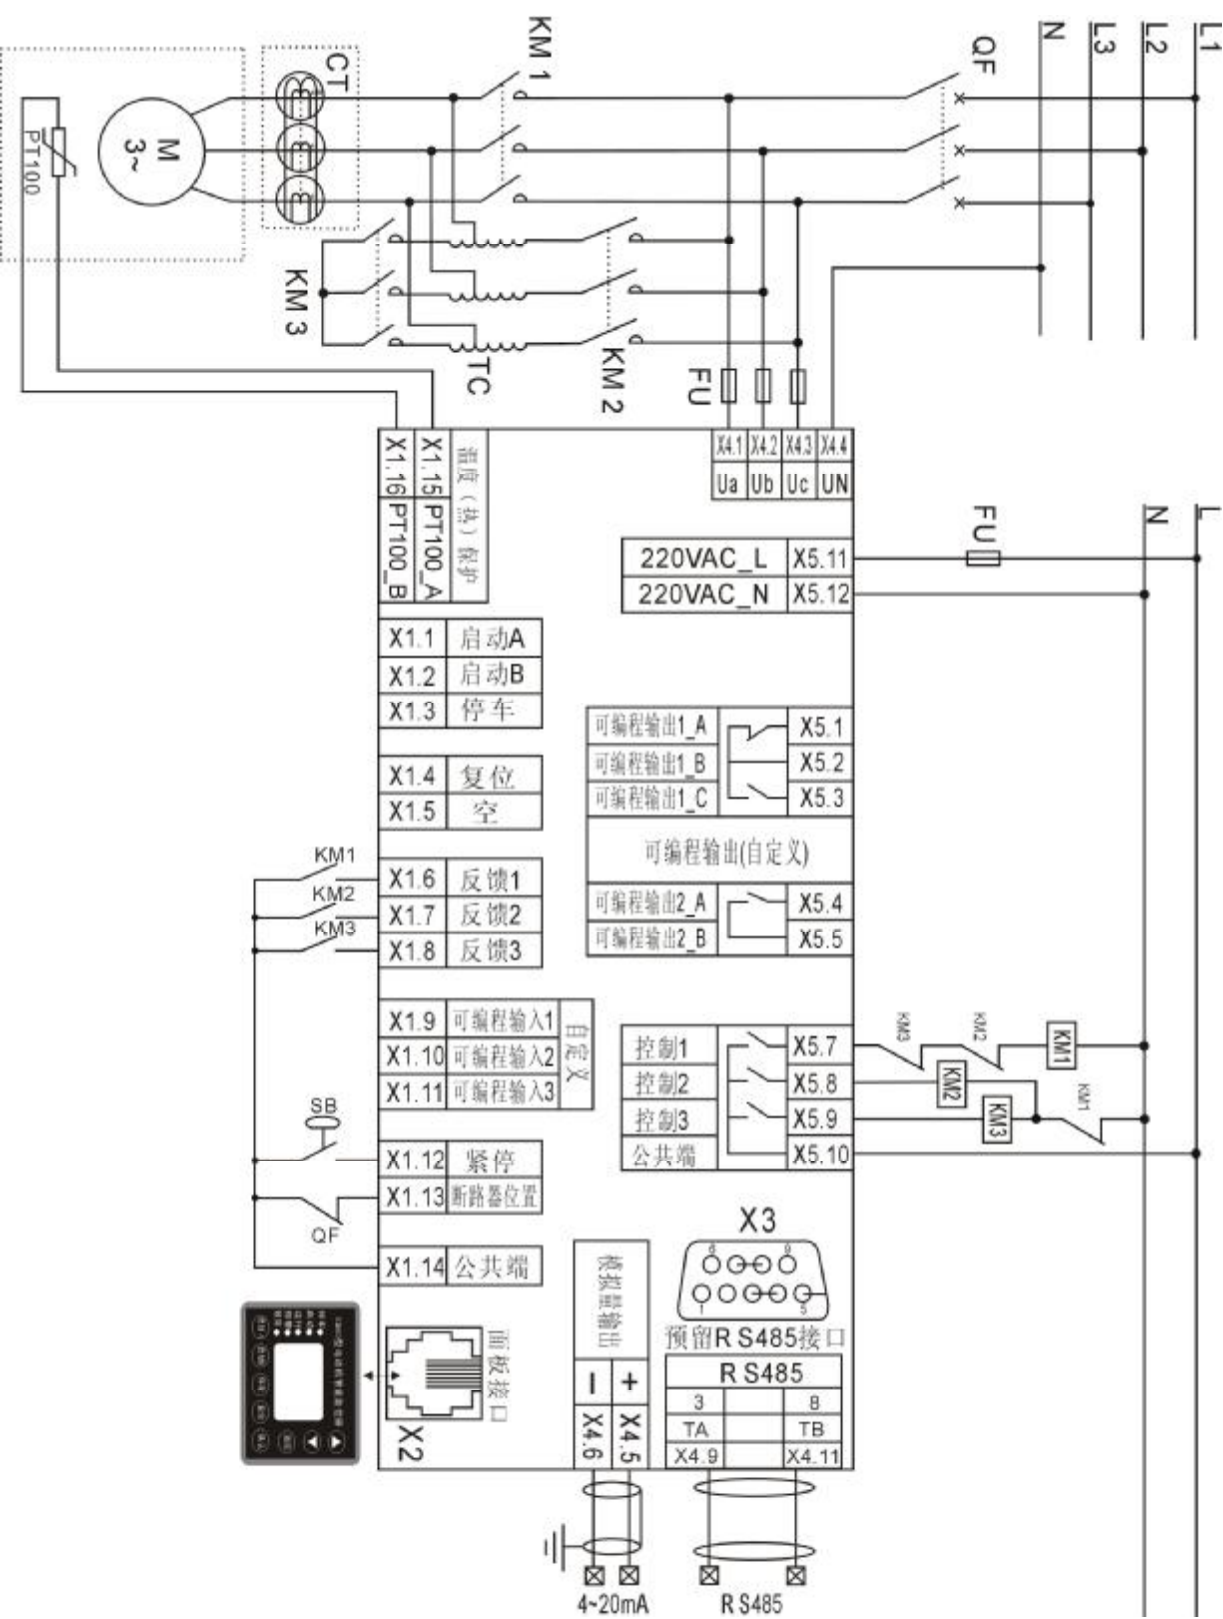 L1
L2
L3
N
QF
KM 1
CT
M
3~
PT100
KM 3
TC
KM 2
FU
X4.1 X4.2 X4.3 X4.4
Ua Ub Uc UN
X1.16 PT100_B
X1.15 PT100_A
温度（热）保护
L
N
FU
220VAC_L X5.11
220VAC_N X5.12
X1.1 启动A
X1.2 启动B
X1.3 停车
X1.4 复位
X1.5 空
KM1
X1.6 反馈1
KM2
X1.7 反馈2
KM3
X1.8 反馈3
X1.9 可编程输入1
X1.10 可编程输入2
X1.11 可编程输入3
自定义
SB
X1.12 紧停
X1.13 断路器位置
QF
X1.14 公共端
可编程输出1_A X5.1
可编程输出1_B X5.2
可编程输出1_C X5.3
可编程输出(自定义)
可编程输出2_A X5.4
可编程输出2_B X5.5
控制1 X5.7
控制2 X5.8
控制3 X5.9
公共端 X5.10
KM3
KM2
KM1
KM2
KM3
KM1
X3
6 9
1 5
预留RS485接口
RS485
3 8
TA TB
X4.9 X4.11
RS485
模拟量输出
- +
X4.6 X4.5
4~20mA
面板接口
X2